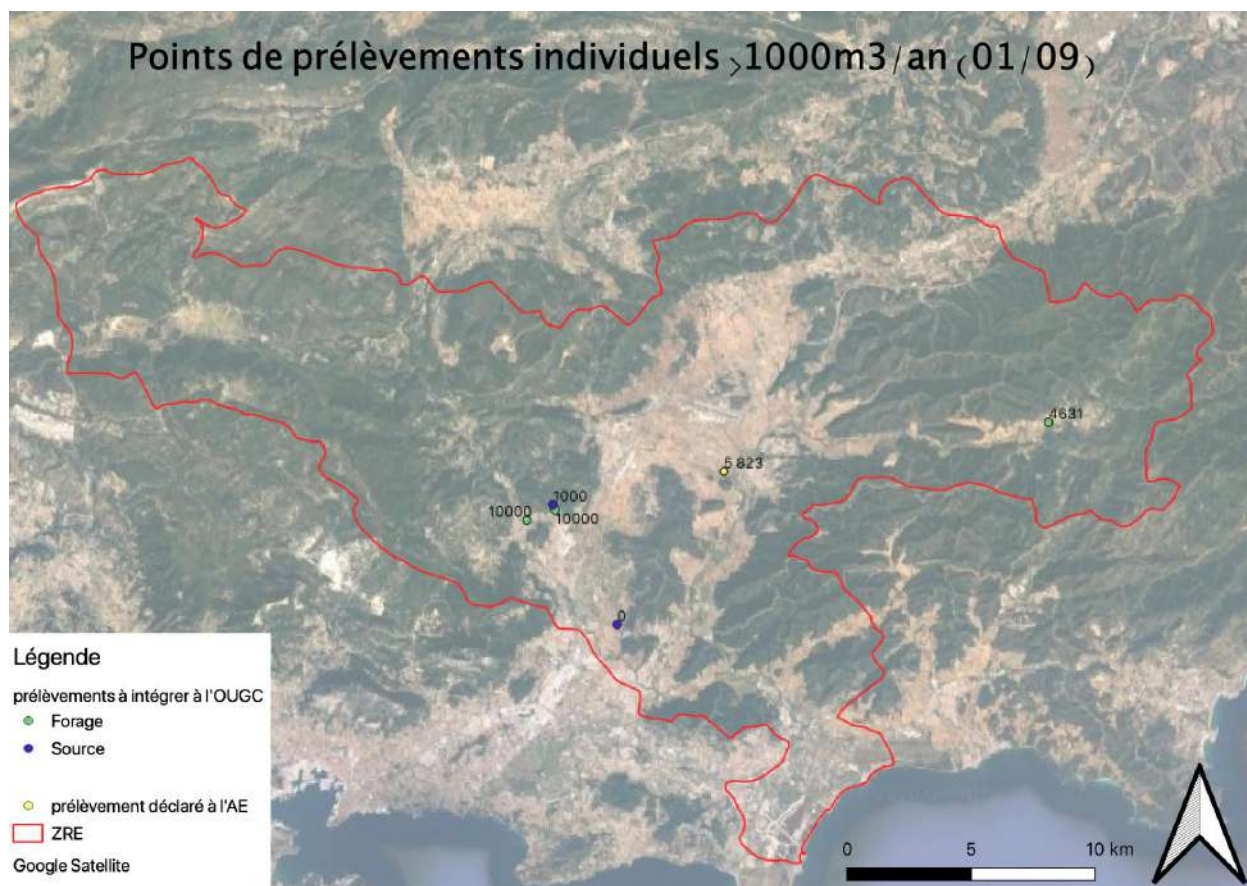 Points de prélèvements individuels >1000m3/an (01/09)
4631
5 823
1000
10000
10000
0
Légende
prélèvements à intégrer à l'OUGC
Forage
Source
prélèvement déclaré à l'AE
ZRE
Google Satellite
0 5 10 km